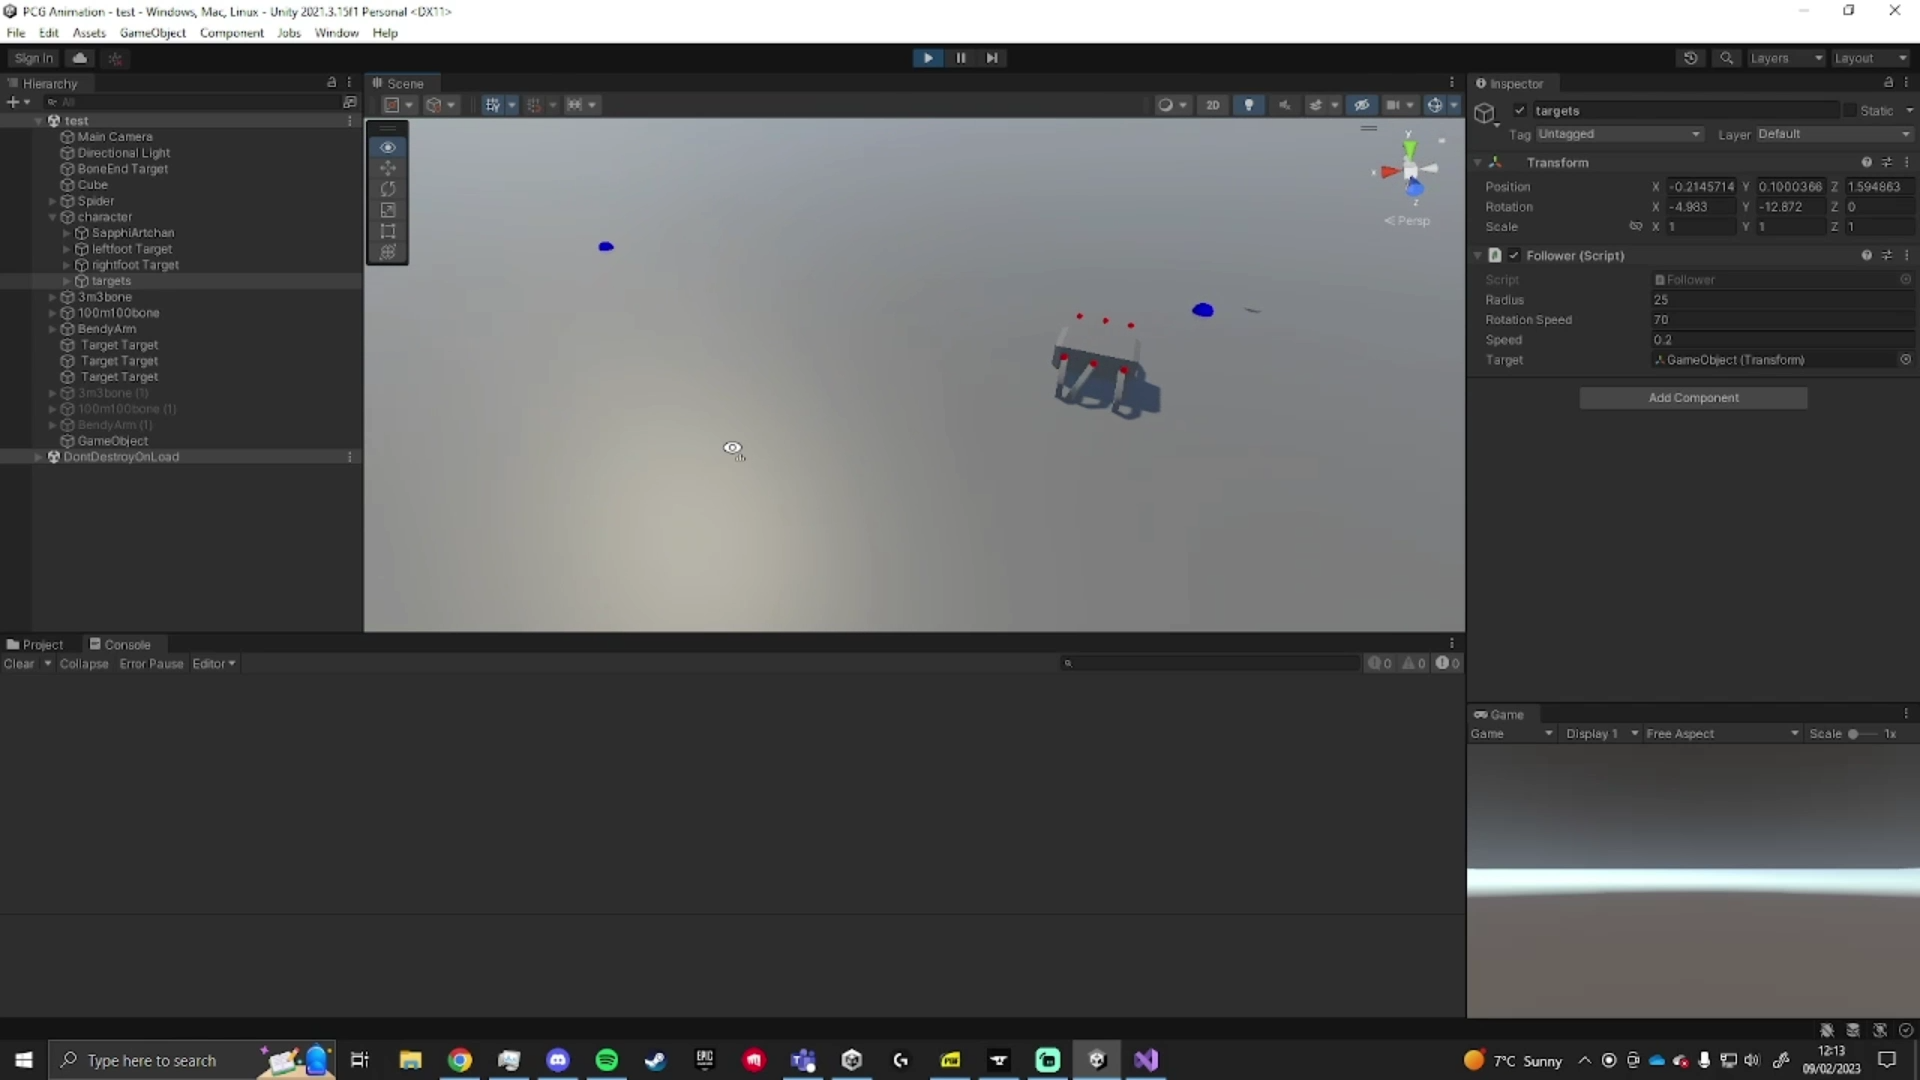 PCG Animation - test - Windows, Mac, Linux - Unity 2021.3.15f1 Personal <DX11>
File Edit Assets GameObject Component Jobs Window Help
Sign In
Layers
Layout
Hierarchy
All
test
Main Camera
Directional Light
BoneEnd Target
Cube
Spider
character
SapphiArtchan
leftfoot Target
rightfoot Target
targets
3m3bone
100m100bone
BendyArm
Target Target
Target Target
Target Target
3m3bone (1)
100m100bone (1)
BendyArm (1)
GameObject
DontDestroyOnLoad
Scene
2D
y
x
z
Persp
Inspector
targets
Static
Tag Untagged Layer Default
Transform
Position X -0.2145714 Y 0.1000366 Z 1.594863
Rotation X -4.983 Y -12.872 Z 0
Scale X 1 Y 1 Z 1
Follower (Script)
Script Follower
Radius 25
Rotation Speed 70
Speed 0.2
Target GameObject (Transform)
Add Component
Project Console
Clear Collapse Error Pause Editor
0 0 0
Game
Game Display 1 Free Aspect Scale 1x
Type here to search
EPIC
7°C Sunny
12:13
09/02/2023